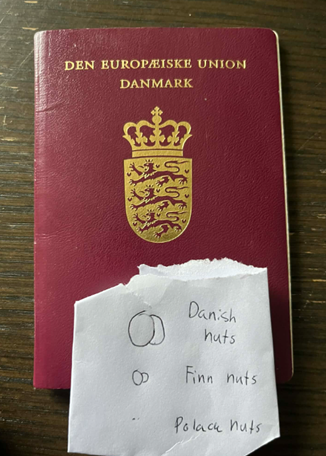 DEN EUROPÆISKE UNION
DANMARK
Danish
nuts
Finn nuts
Polack nuts